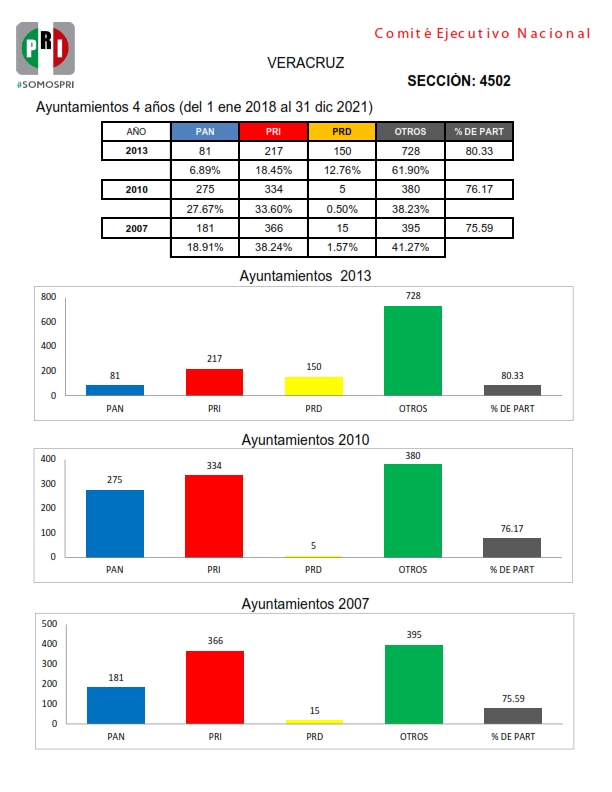 Comité Ejecutivo Nacional
PRI
#SOMOSPRI
VERACRUZ
SECCIÓN: 4502
Ayuntamientos 4 años (del 1 ene 2018 al 31 dic 2021)
AÑO PAN PRI PRD OTROS % DE PART
2013 81 217 150 728 80.33
6.89% 18.45% 12.76% 61.90%
2010 275 334 5 380 76.17
27.67% 33.60% 0.50% 38.23%
2007 181 366 15 395 75.59
18.91% 38.24% 1.57% 41.27%
Ayuntamientos 2013
800
600
400
200
0
81 217 150 728 80.33
PAN PRI PRD OTROS % DE PART
Ayuntamientos 2010
400
300
200
100
0
275 334 5 380 76.17
PAN PRI PRD OTROS % DE PART
Ayuntamientos 2007
500
400
300
200
100
0
181 366 15 395 75.59
PAN PRI PRD OTROS % DE PART